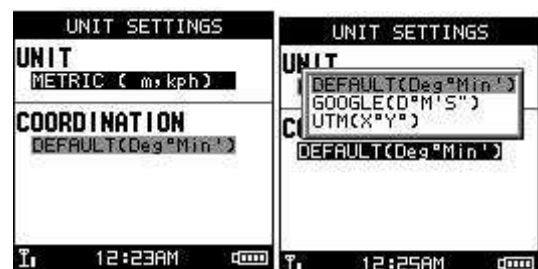 UNIT SETTINGS
UNIT
METRIC ( m,kph)
COORDINATION
DEFAULT(Deg°Min')
12:23AM
UNIT SETTINGS
UNIT
DEFAULT(Deg°Min')
GOOGLE(D°M'S")
UTM(X°Y°)
DEFAULT(Deg°Min')
12:25AM